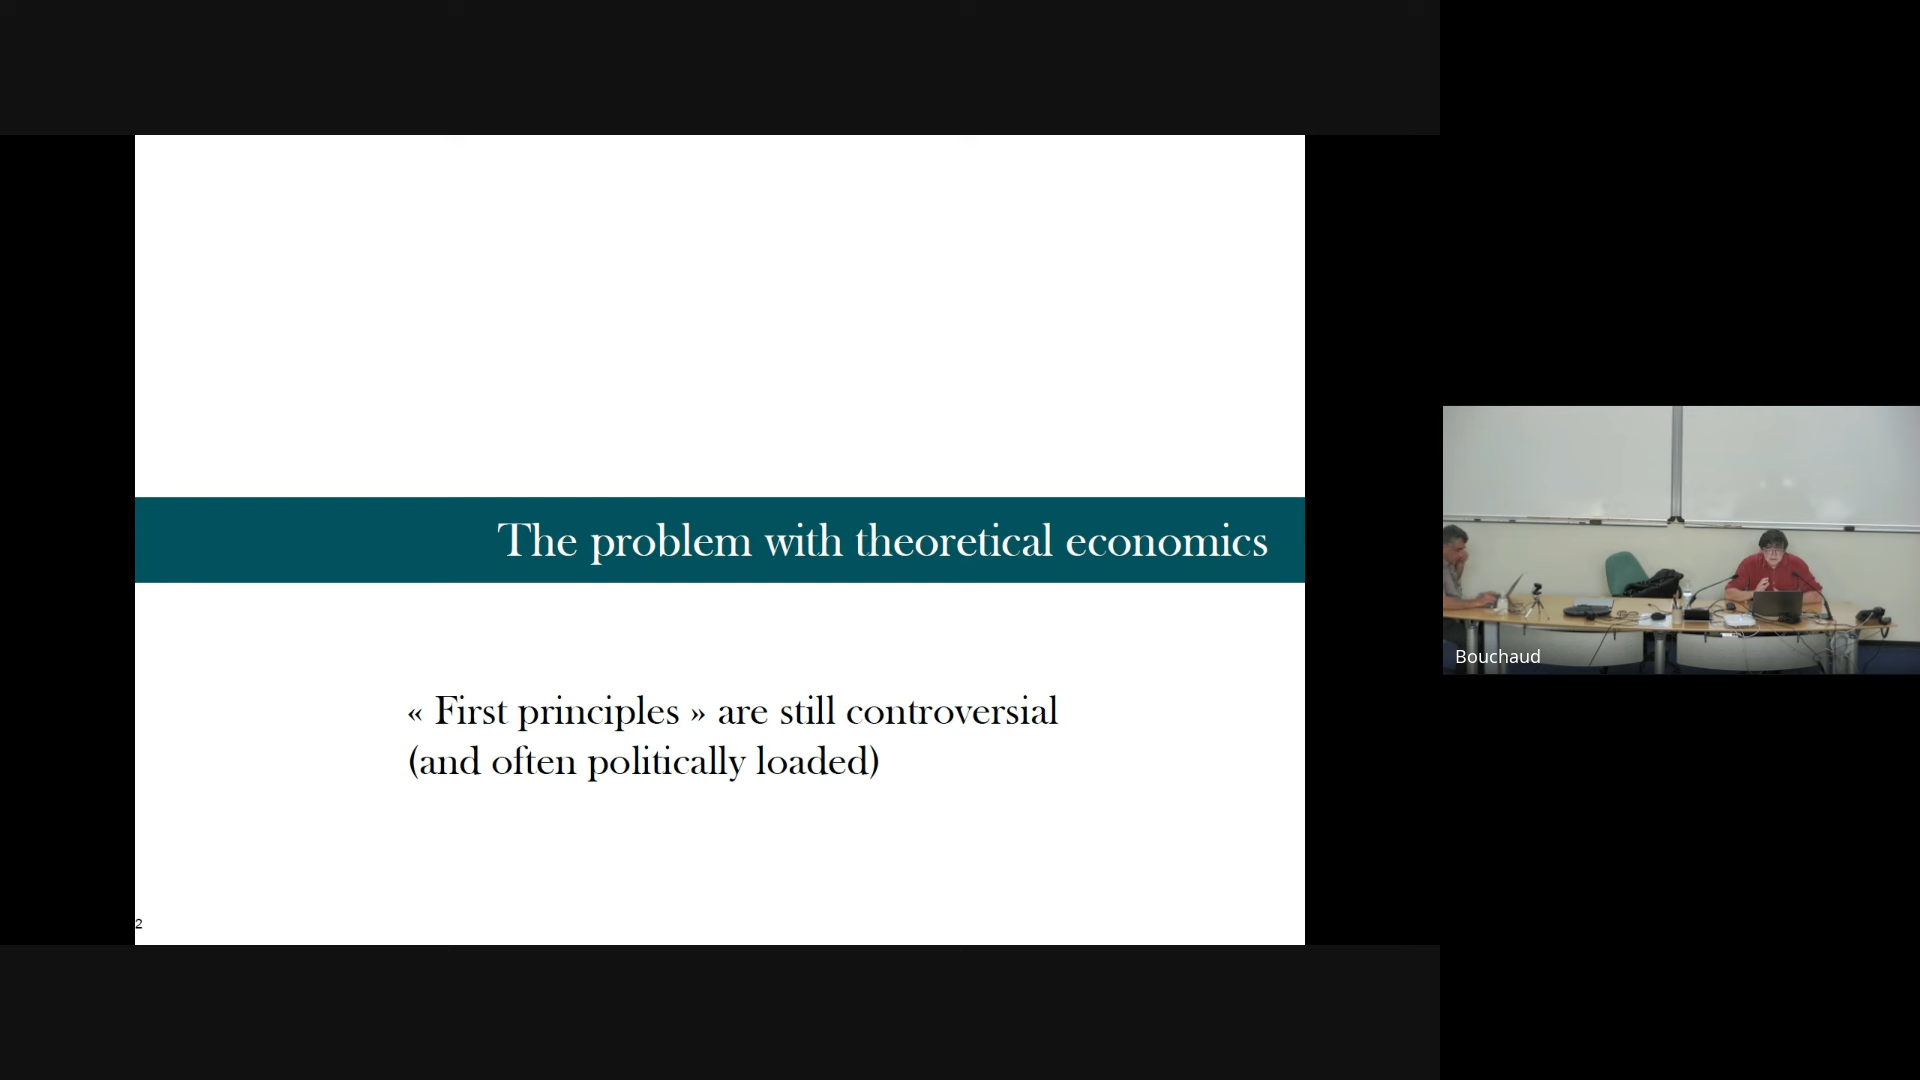 The problem with theoretical economics
« First principles » are still controversial
(and often politically loaded)
2
Bouchaud